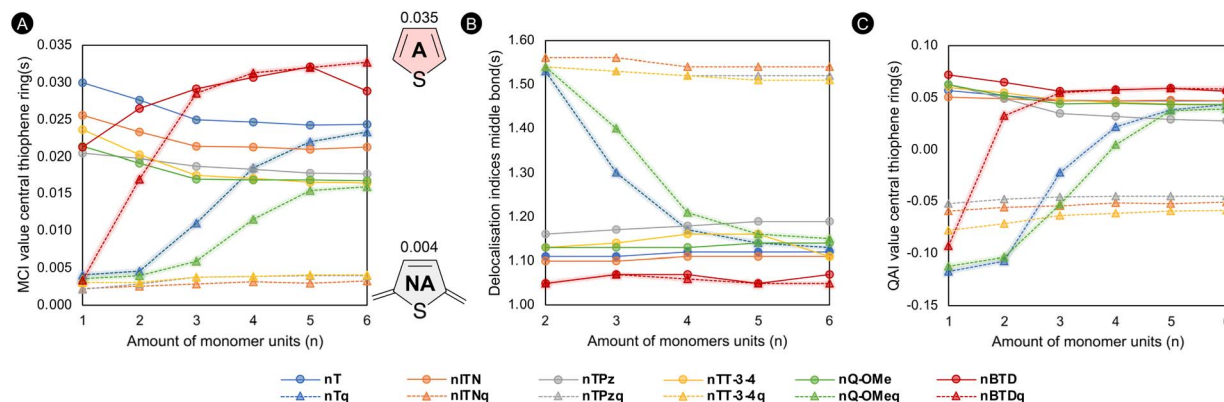 A
MCI value central thiophene ring(s)
0.035
0.030
0.025
0.020
0.015
0.010
0.005
0.000
1 2 3 4 5 6
Amount of monomer units (n)
0.035
A
S
0.004
NA
S
B
Delocalisation indices middle bond(s)
1.60
1.50
1.40
1.30
1.20
1.10
1.00
2 3 4 5 6
Amount of monomers units (n)
C
QAI value central thiophene ring(s)
0.10
0.05
0.00
-0.05
-0.10
-0.15
1 2 3 4 5 6
Amount of monomer units (n)
nT nITN nTPz nTT-3-4 nQ-OMe nBTD
nTq nITNq nTPzq nTT-3-4q nQ-OMeq nBTDq